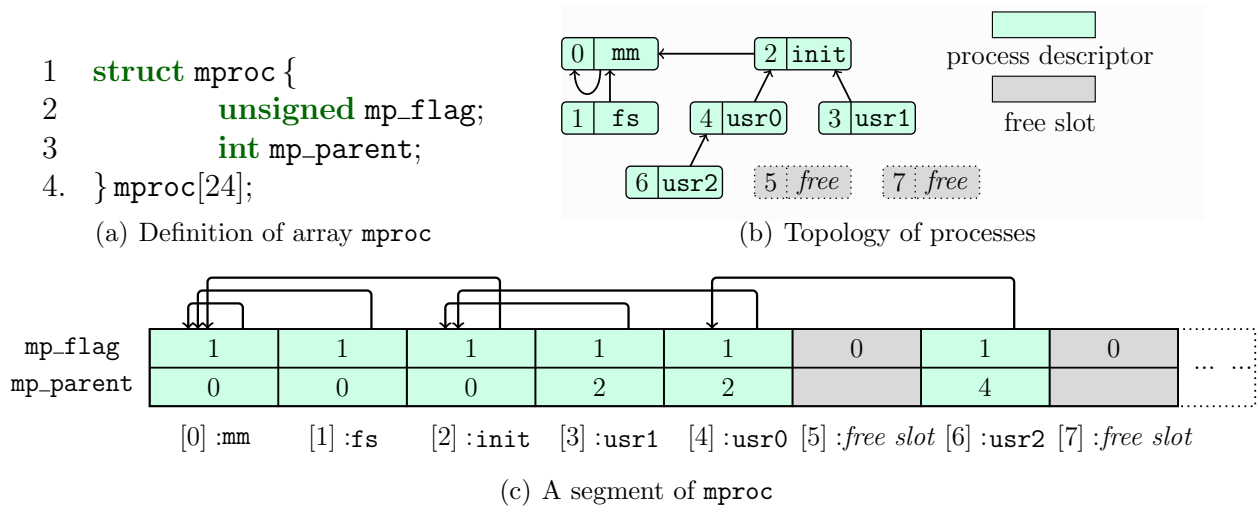 1 struct mproc {
2 unsigned mp_flag;
3 int mp_parent;
4. } mproc[24];
(a) Definition of array mproc
0 mm
2 init
1 fs
4 usr0
3 usr1
6 usr2
5 free
7 free
process descriptor
free slot
(b) Topology of processes
mp_flag 1 1 1 1 1 0 1 0
mp_parent 0 0 0 2 2 4
... ...
[0] :mm [1] :fs [2] :init [3] :usr1 [4] :usr0 [5] :free slot [6] :usr2 [7] :free slot
(c) A segment of mproc